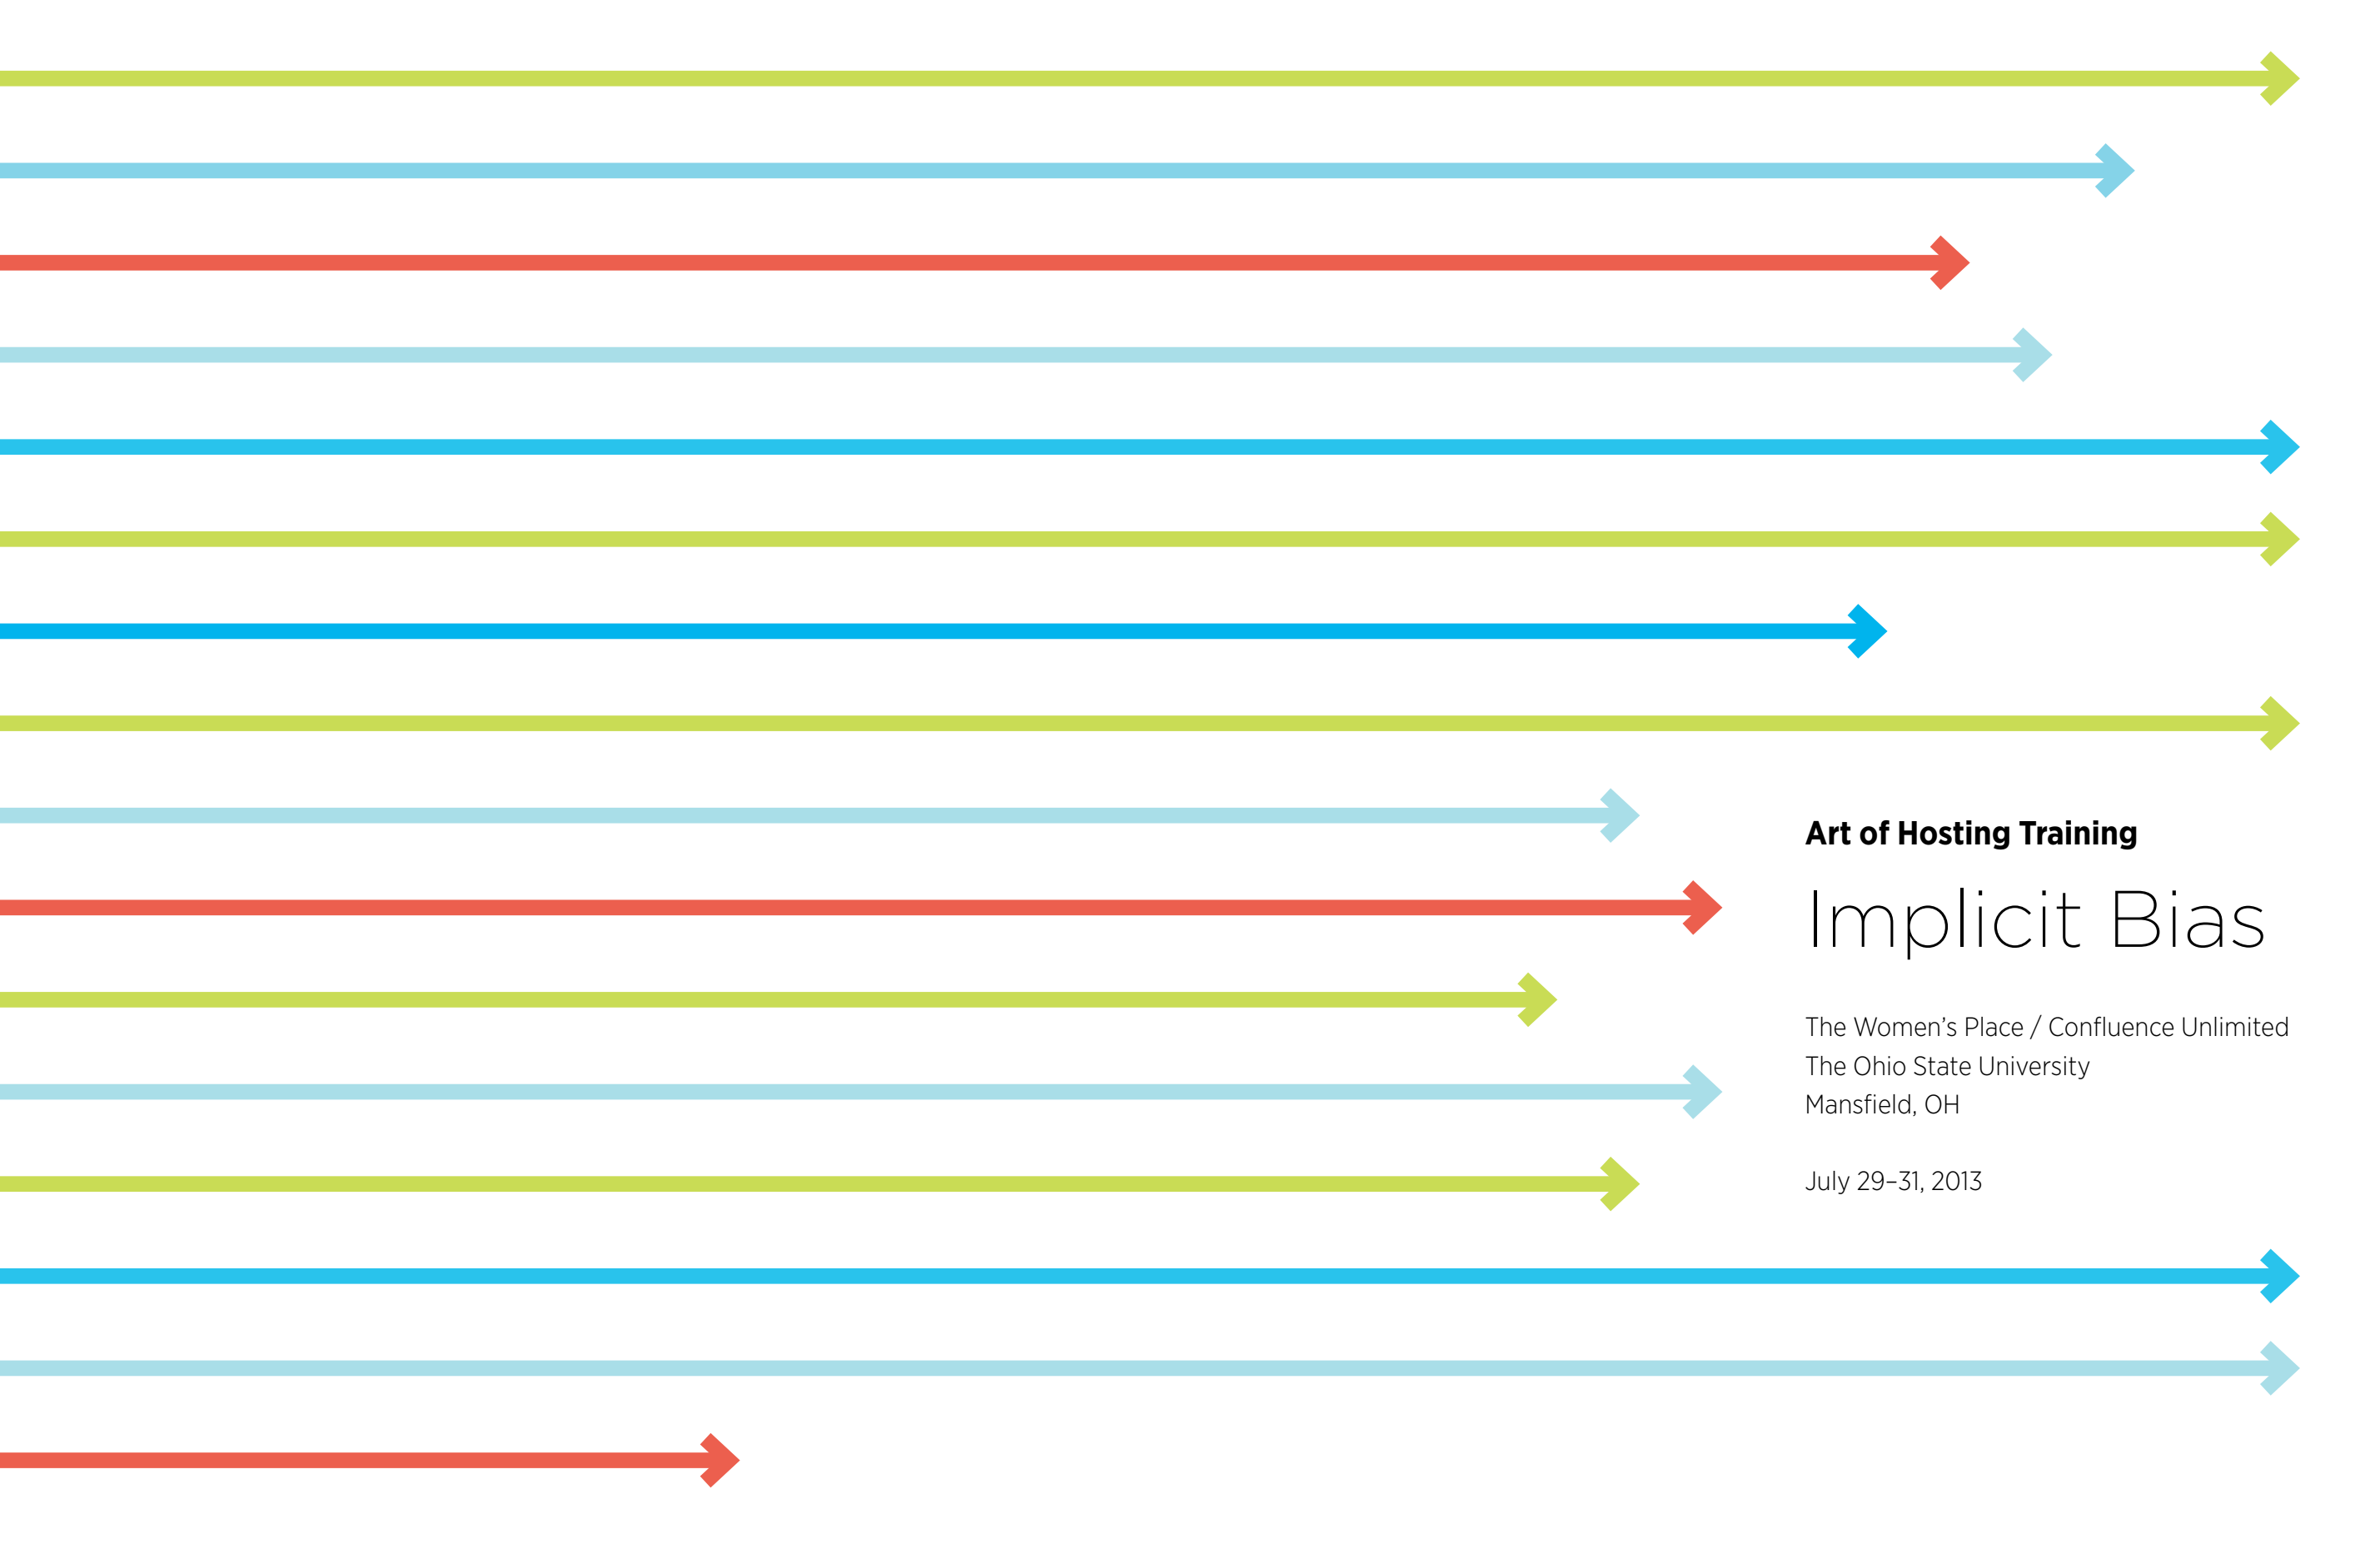 Art of Hosting Training
Implicit Bias
The Women’s Place / Confluence Unlimited
The Ohio State University
Mansfield, OH
July 29–31, 2013